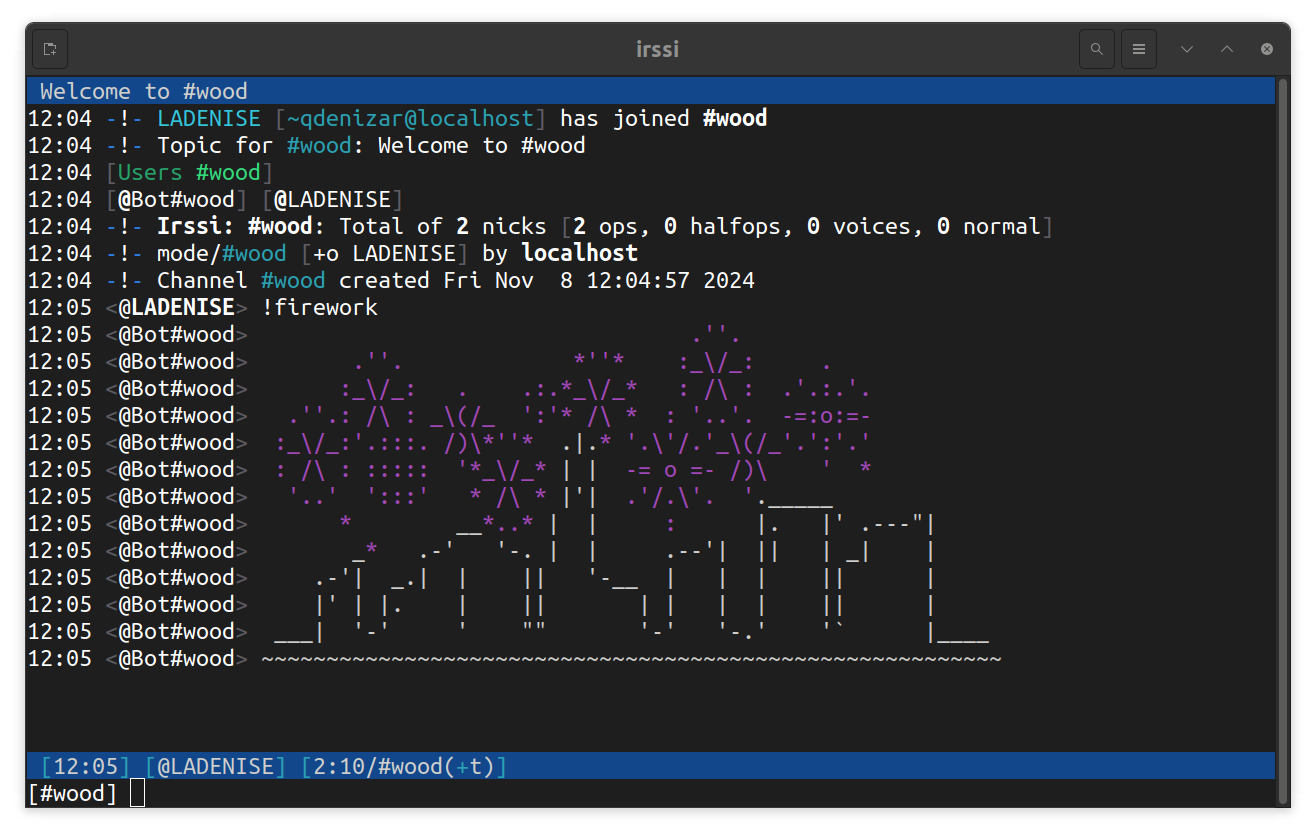 irssi
Welcome to #wood
12:04 -!- LADENISE [~qdenizar@localhost] has joined #wood
12:04 -!- Topic for #wood: Welcome to #wood
12:04 [Users #wood]
12:04 [@Bot#wood] [@LADENISE]
12:04 -!- Irssi: #wood: Total of 2 nicks [2 ops, 0 halfops, 0 voices, 0 normal]
12:04 -!- mode/#wood [+o LADENISE] by localhost
12:04 -!- Channel #wood created Fri Nov  8 12:04:57 2024
12:05 <@LADENISE> !firework
12:05 <@Bot#wood>                                   .''.
12:05 <@Bot#wood>         .''.             *''*    :_\/_:     .
12:05 <@Bot#wood>        :_\/_:   .    .:.*_\/_*   : /\ :  .'.:.'.
12:05 <@Bot#wood>    .''.: /\ : _\(/_  ':'* /\ *  : '..'.  -=:o:=-
12:05 <@Bot#wood>   :_\/_:'.:::. /)\*''*  .|.* '.\'/.'_\(/_'.':'.'
12:05 <@Bot#wood>   : /\ : :::::  '*_\/_* | |  -= o =- /)\    '  *
12:05 <@Bot#wood>    '..'  ':::'   * /\ * |'|  .'/.\'.  '._____
12:05 <@Bot#wood>        *        __*..* |  |     :      |.   |' .---"|
12:05 <@Bot#wood>         _*   .-'   '-. |  |     .--'|  ||   | _|    |
12:05 <@Bot#wood>      .-'|  _.|  |    ||   '-__  |   |  |    ||      |
12:05 <@Bot#wood>      |' | |.    |    ||       | |   |  |    ||      |
12:05 <@Bot#wood>   ___|  '-'     '    ""       '-'   '-.'    '`      |____
12:05 <@Bot#wood>  ~~~~~~~~~~~~~~~~~~~~~~~~~~~~~~~~~~~~~~~~~~~~~~~~~~~~~~~~~
[12:05] [@LADENISE] [2:10/#wood(+t)]
[#wood]